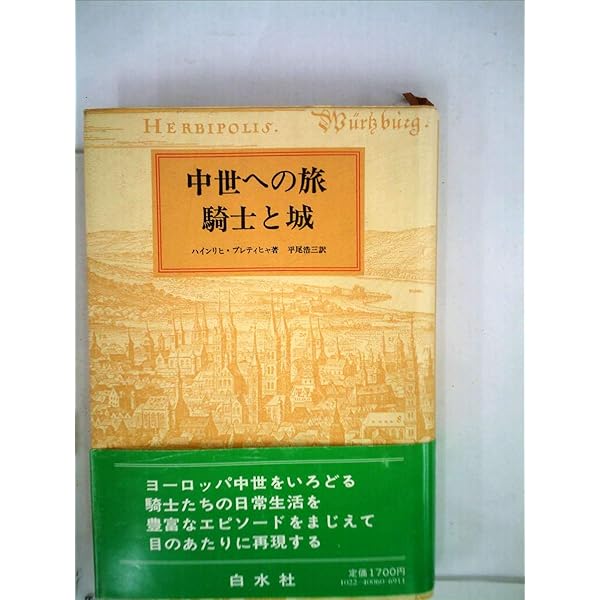 HERBIPOLIS. Würtzburg.
中世への旅
騎士と城
ハインリヒ・プレティヒャ著 平尾浩三訳
ヨーロッパ中世をいろどる
騎士たちの日常生活を
豊富なエピソードをまじえて
目のあたりに再現する
定価1700円
1022-40060-6911
白水社